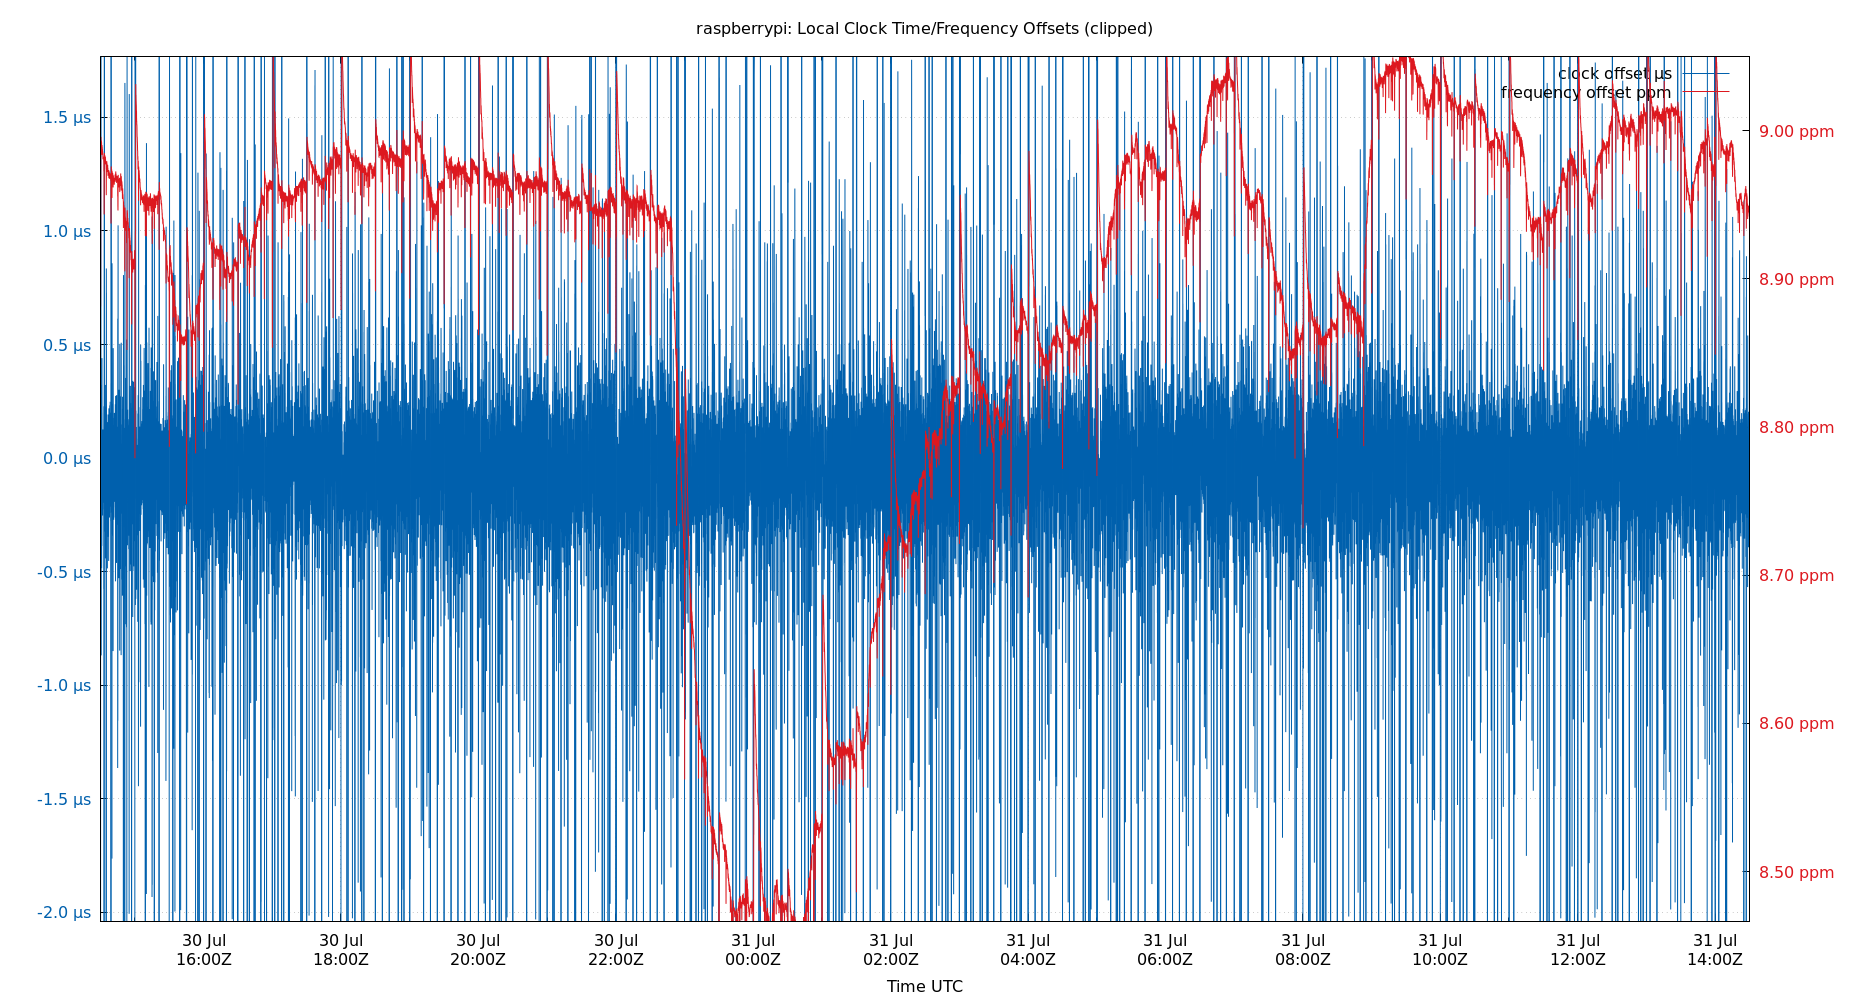 raspberrypi: Local Clock Time/Frequency Offsets (clipped)
clock offset µs
frequency offset ppm
1.5 µs
1.0 µs
0.5 µs
0.0 µs
-0.5 µs
-1.0 µs
-1.5 µs
-2.0 µs
9.00 ppm
8.90 ppm
8.80 ppm
8.70 ppm
8.60 ppm
8.50 ppm
30 Jul
16:00Z
30 Jul
18:00Z
30 Jul
20:00Z
30 Jul
22:00Z
31 Jul
00:00Z
31 Jul
02:00Z
31 Jul
04:00Z
31 Jul
06:00Z
31 Jul
08:00Z
31 Jul
10:00Z
31 Jul
12:00Z
31 Jul
14:00Z
Time UTC